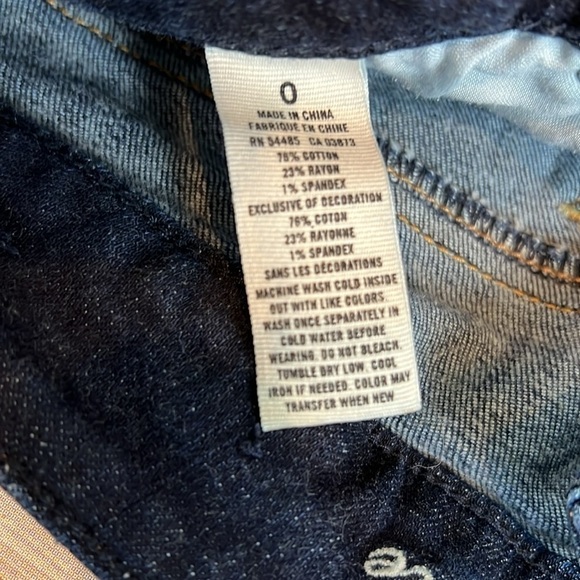 0
MADE IN CHINA
FABRIQUE EN CHINE
RN 54485 CA 03873
76% COTTON
23% RAYON
1% SPANDEX
EXCLUSIVE OF DECORATION
76% COTON
23% RAYONNE
1% SPANDEX
SANS LES DÉCORATIONS
MACHINE WASH COLD INSIDE
OUT WITH LIKE COLORS.
WASH ONCE SEPARATELY IN
COLD WATER BEFORE
WEARING. DO NOT BLEACH.
TUMBLE DRY LOW. COOL
IRON IF NEEDED. COLOR MAY
TRANSFER WHEN NEW